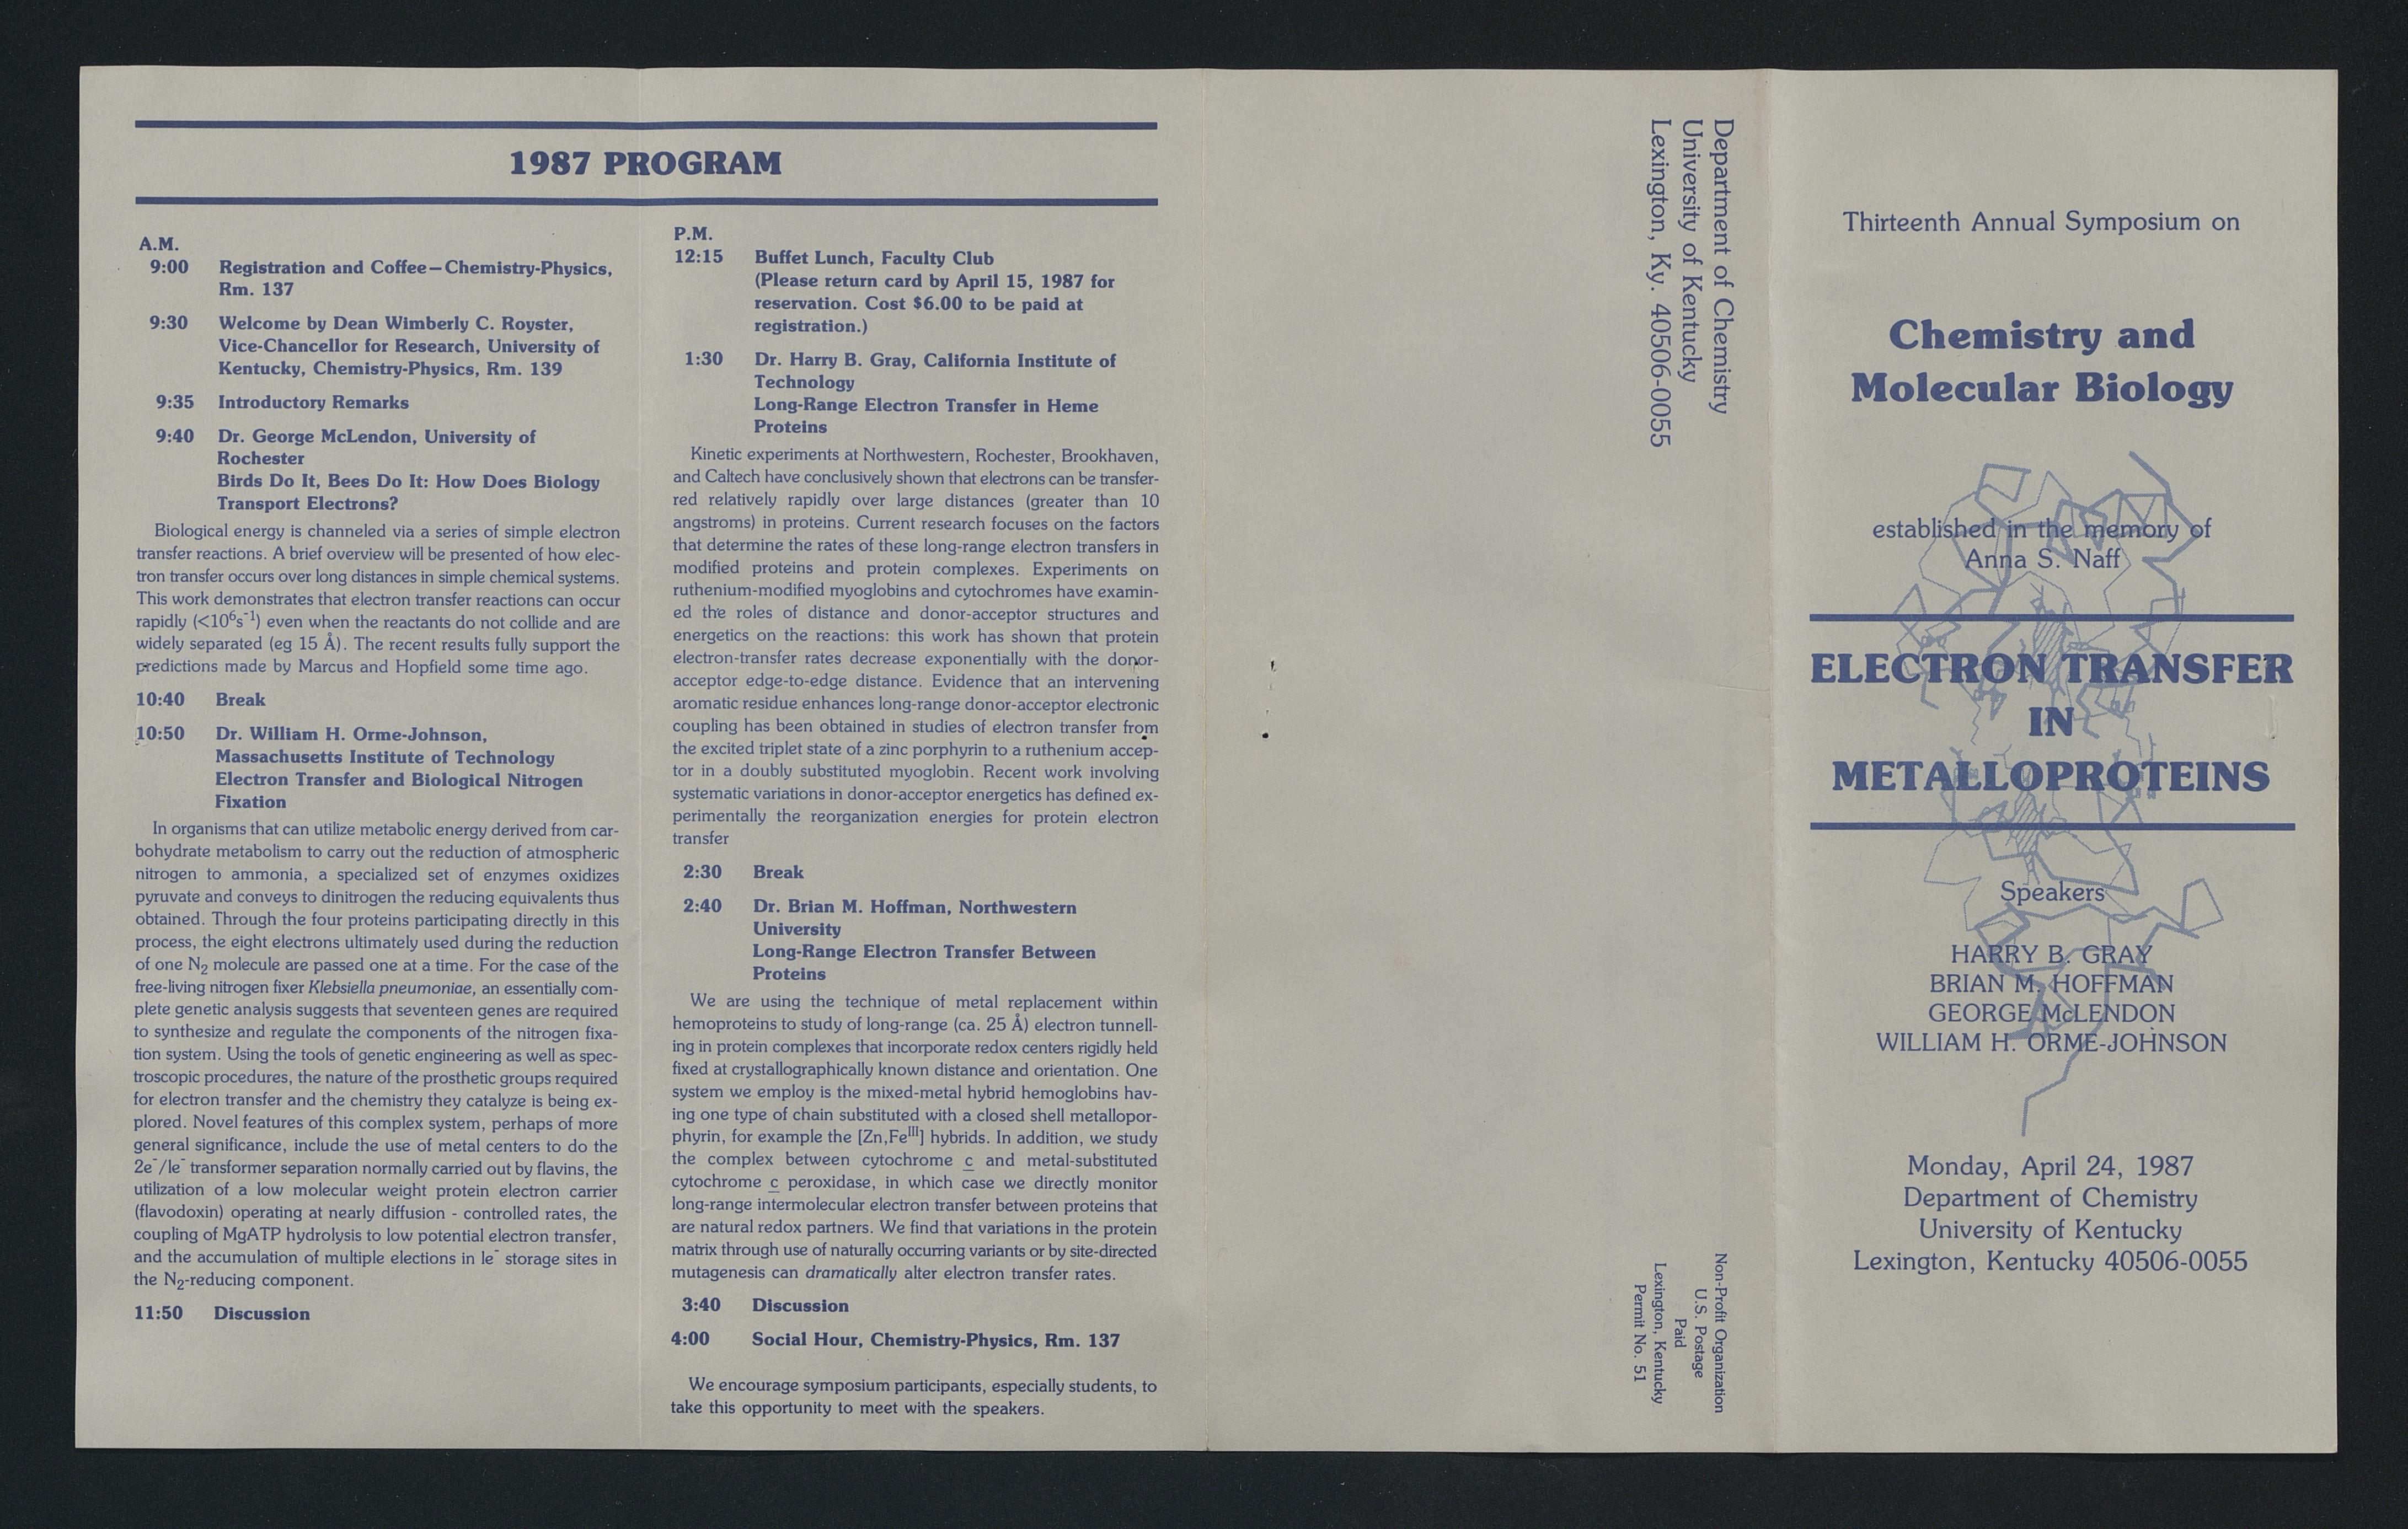 1987 PROGRAM
A.M.
9:00 Registration and Coffee—Chemistry-Physics,
Rm. 137
9:30 Welcome by Dean Wimberly C. Royster,
Vice-Chancellor for Research, University of
Kentucky, Chemistry-Physics, Rm. 139
9:35 Introductory Remarks
9:40 Dr. George McLendon, University of
Rochester
Birds Do It, Bees Do It: How Does Biology
Transport Electrons?
Biological energy is channeled via a series of simple electron
transfer reactions. A brief overview will be presented of how elec-
tron transfer occurs over long distances in simple chemical systems.
This work demonstrates that electron transfer reactions can occur
rapidly (<10⁶s⁻¹) even when the reactants do not collide and are
widely separated (eg 15 Å). The recent results fully support the
predictions made by Marcus and Hopfield some time ago.
10:40 Break
10:50 Dr. William H. Orme-Johnson,
Massachusetts Institute of Technology
Electron Transfer and Biological Nitrogen
Fixation
In organisms that can utilize metabolic energy derived from car-
bohydrate metabolism to carry out the reduction of atmospheric
nitrogen to ammonia, a specialized set of enzymes oxidizes
pyruvate and conveys to dinitrogen the reducing equivalents thus
obtained. Through the four proteins participating directly in this
process, the eight electrons ultimately used during the reduction
of one N₂ molecule are passed one at a time. For the case of the
free-living nitrogen fixer Klebsiella pneumoniae, an essentially com-
plete genetic analysis suggests that seventeen genes are required
to synthesize and regulate the components of the nitrogen fixa-
tion system. Using the tools of genetic engineering as well as spec-
troscopic procedures, the nature of the prosthetic groups required
for electron transfer and the chemistry they catalyze is being ex-
plored. Novel features of this complex system, perhaps of more
general significance, include the use of metal centers to do the
2e⁻/le⁻ transformer separation normally carried out by flavins, the
utilization of a low molecular weight protein electron carrier
(flavodoxin) operating at nearly diffusion - controlled rates, the
coupling of MgATP hydrolysis to low potential electron transfer,
and the accumulation of multiple elections in le⁻ storage sites in
the N₂-reducing component.
11:50 Discussion
P.M.
12:15 Buffet Lunch, Faculty Club
(Please return card by April 15, 1987 for
reservation. Cost $6.00 to be paid at
registration.)
1:30 Dr. Harry B. Gray, California Institute of
Technology
Long-Range Electron Transfer in Heme
Proteins
Kinetic experiments at Northwestern, Rochester, Brookhaven,
and Caltech have conclusively shown that electrons can be transfer-
red relatively rapidly over large distances (greater than 10
angstroms) in proteins. Current research focuses on the factors
that determine the rates of these long-range electron transfers in
modified proteins and protein complexes. Experiments on
ruthenium-modified myoglobins and cytochromes have examin-
ed the roles of distance and donor-acceptor structures and
energetics on the reactions: this work has shown that protein
electron-transfer rates decrease exponentially with the donor-
acceptor edge-to-edge distance. Evidence that an intervening
aromatic residue enhances long-range donor-acceptor electronic
coupling has been obtained in studies of electron transfer from
the excited triplet state of a zinc porphyrin to a ruthenium accep-
tor in a doubly substituted myoglobin. Recent work involving
systematic variations in donor-acceptor energetics has defined ex-
perimentally the reorganization energies for protein electron
transfer
2:30 Break
2:40 Dr. Brian M. Hoffman, Northwestern
University
Long-Range Electron Transfer Between
Proteins
We are using the technique of metal replacement within
hemoproteins to study of long-range (ca. 25 Å) electron tunnell-
ing in protein complexes that incorporate redox centers rigidly held
fixed at crystallographically known distance and orientation. One
system we employ is the mixed-metal hybrid hemoglobins hav-
ing one type of chain substituted with a closed shell metallopor-
phyrin, for example the [Zn,Feᴵᴵᴵ] hybrids. In addition, we study
the complex between cytochrome c and metal-substituted
cytochrome c peroxidase, in which case we directly monitor
long-range intermolecular electron transfer between proteins that
are natural redox partners. We find that variations in the protein
matrix through use of naturally occurring variants or by site-directed
mutagenesis can dramatically alter electron transfer rates.
3:40 Discussion
4:00 Social Hour, Chemistry-Physics, Rm. 137
We encourage symposium participants, especially students, to
take this opportunity to meet with the speakers.
Department of Chemistry
University of Kentucky
Lexington, Ky. 40506-0055
Non-Profit Organization
U.S. Postage
Paid
Lexington, Kentucky
Permit No. 51
Thirteenth Annual Symposium on
Chemistry and
Molecular Biology
established in the memory of
Anna S. Naff
ELECTRON TRANSFER
IN
METALLOPROTEINS
Speakers
HARRY B. GRAY
BRIAN M. HOFFMAN
GEORGE McLENDON
WILLIAM H. ORME-JOHNSON
Monday, April 24, 1987
Department of Chemistry
University of Kentucky
Lexington, Kentucky 40506-0055